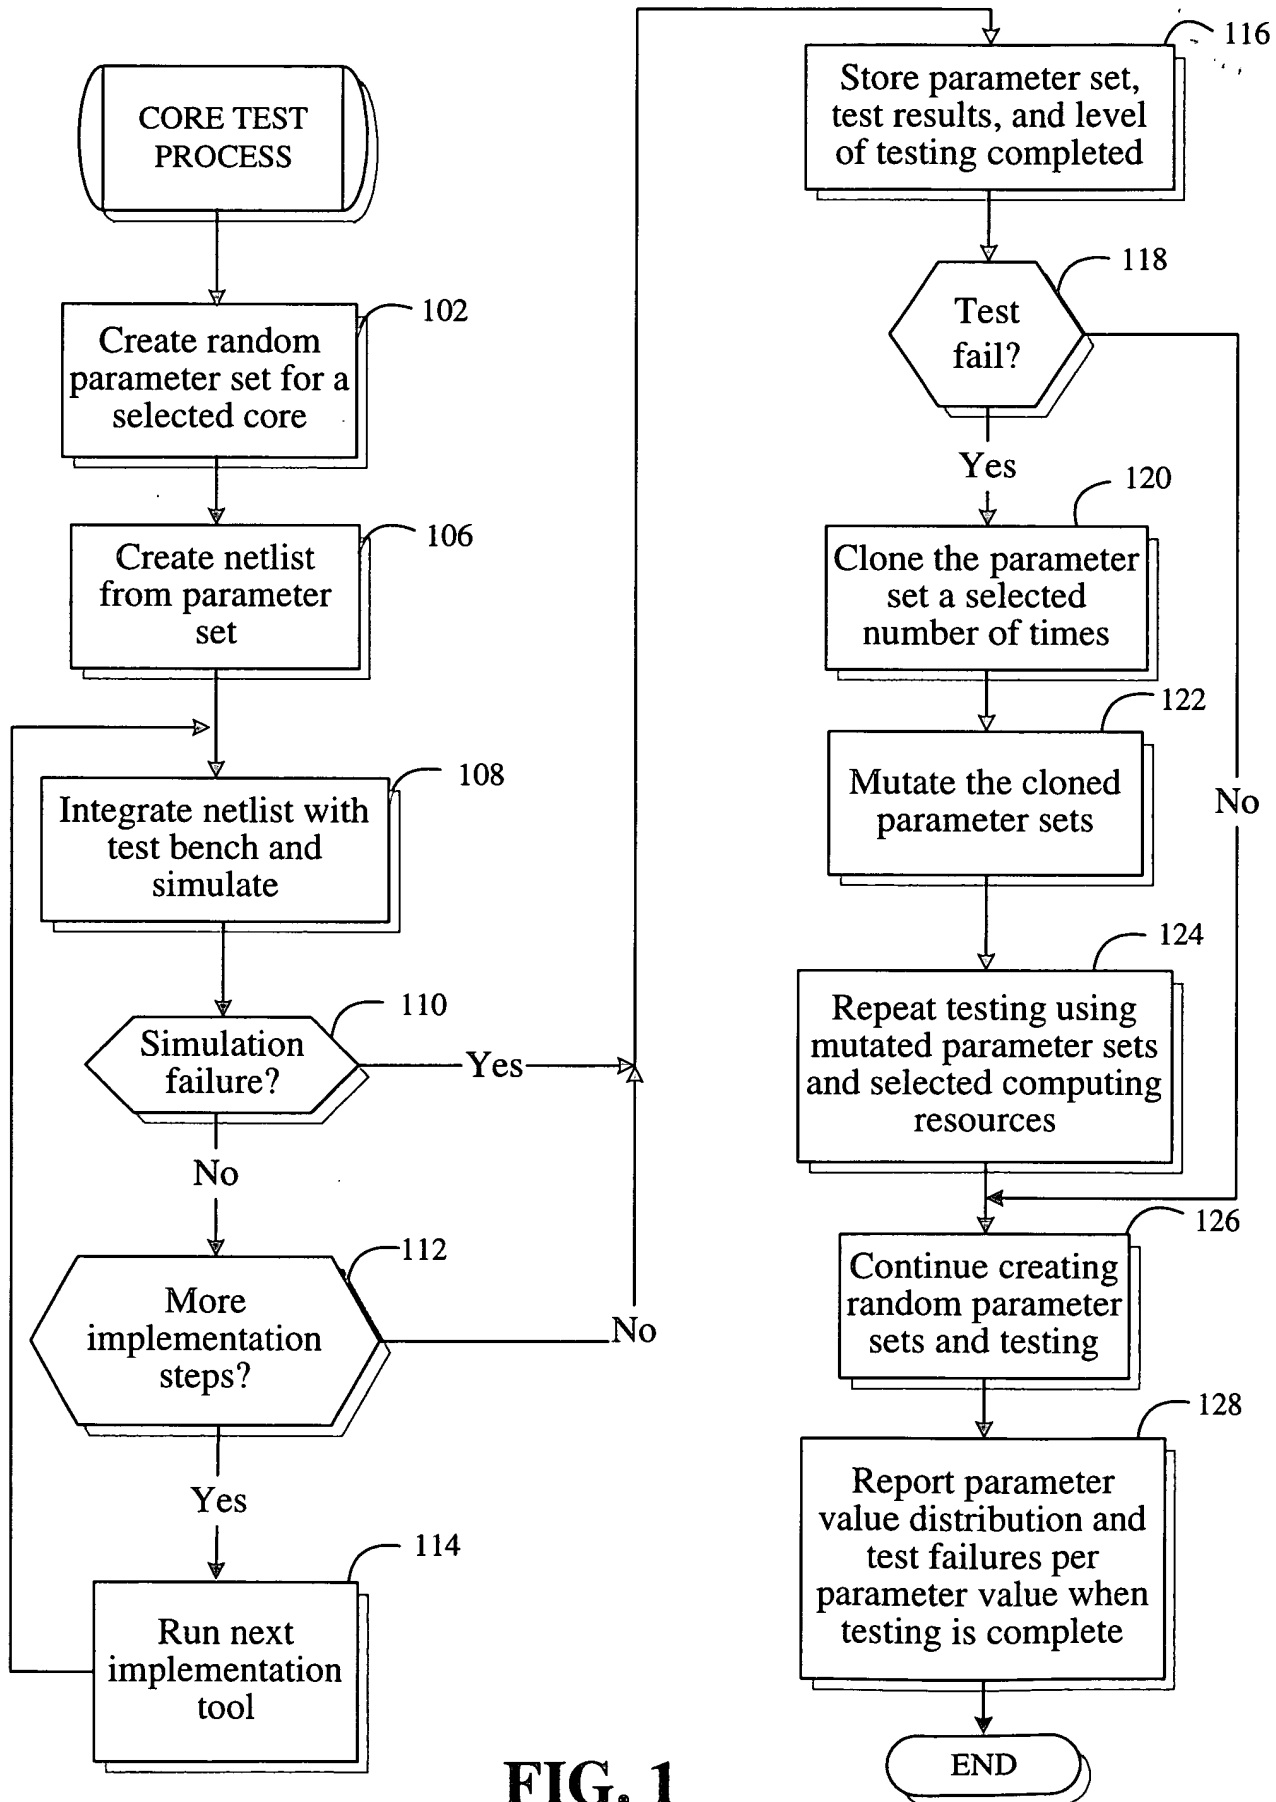 CORE TEST
PROCESS
102
Create random
parameter set for a
selected core
106
Create netlist
from parameter
set
108
Integrate netlist with
test bench and
simulate
110
Simulation
failure?
Yes
No
112
More
implementation
steps?
No
Yes
114
Run next
implementation
tool
116
Store parameter set,
test results, and level
of testing completed
118
Test
fail?
Yes
No
120
Clone the parameter
set a selected
number of times
122
Mutate the cloned
parameter sets
124
Repeat testing using
mutated parameter sets
and selected computing
resources
126
Continue creating
random parameter
sets and testing
128
Report parameter
value distribution and
test failures per
parameter value when
testing is complete
END
FIG. 1